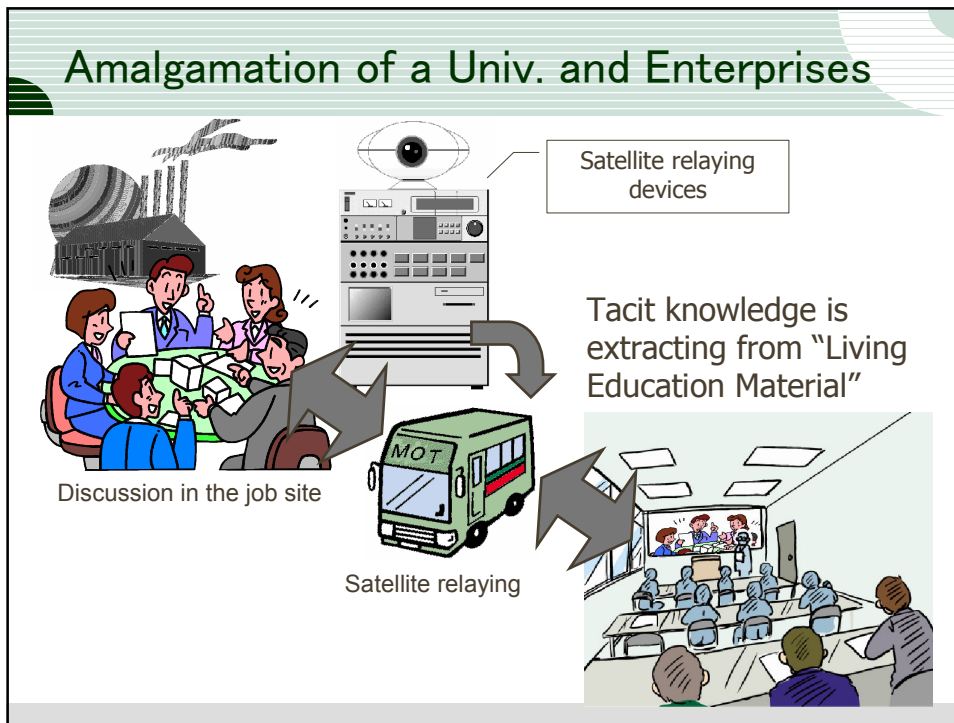 Amalgamation of a Univ. and Enterprises
Satellite relaying
devices
Tacit knowledge is
extracting from “Living
Education Material”
MOT
Discussion in the job site
Satellite relaying